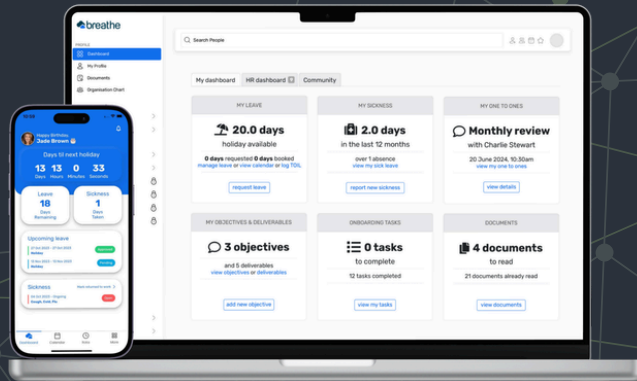 breathe
PROFILE
Dashboard
My Profile
Documents
Organisation Chart
Search People
My dashboard
HR dashboard
Community
MY LEAVE
20.0 days
holiday available
0 days requested 0 days booked
manage leave or view calendar or log TOIL
request leave
MY SICKNESS
2.0 days
in the last 12 months
over 1 absence
view my sick leave
report new sickness
MY ONE TO ONES
Monthly review
with Charlie Stewart
20 June 2024, 10:30am
view my one to ones
view details
MY OBJECTIVES & DELIVERABLES
3 objectives
and 5 deliverables
view objectives or deliverables
add new objective
ONBOARDING TASKS
0 tasks
to complete
12 tasks completed
view my tasks
DOCUMENTS
4 documents
to read
21 documents already read
view documents
Happy Birthday,
Jade Brown
Days til next holiday
13 13 0 33
Days Hours Minutes Seconds
Leave
18
Days
Remaining
Sickness
1
Days
Taken
Upcoming leave
Holiday
Birthday
Sickness
Dashboard
Calendar
More